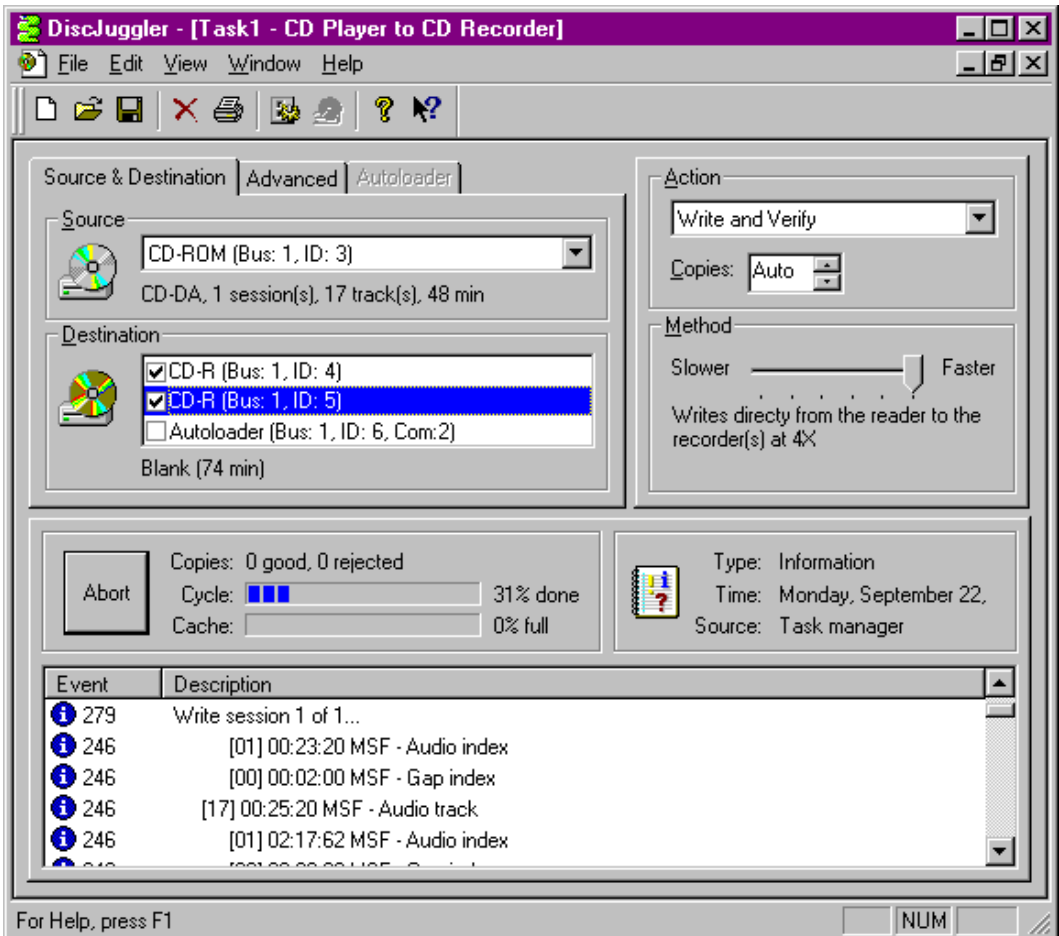 DiscJuggler - [Task1 - CD Player to CD Recorder]
File Edit View Window Help
Source & Destination Advanced Autoloader
Source
CD-ROM (Bus: 1, ID: 3)
CD-DA, 1 session(s), 17 track(s), 48 min
Destination
CD-R (Bus: 1, ID: 4)
CD-R (Bus: 1, ID: 5)
Autoloader (Bus: 1, ID: 6, Com:2)
Blank (74 min)
Action
Write and Verify
Copies: Auto
Method
Slower Faster
Writes directy from the reader to the
recorder(s) at 4X
Abort
Copies: 0 good, 0 rejected
Cycle: 31% done
Cache: 0% full
Type: Information
Time: Monday, September 22,
Source: Task manager
Event Description
279 Write session 1 of 1...
246 [01] 00:23:20 MSF - Audio index
246 [00] 00:02:00 MSF - Gap index
246 [17] 00:25:20 MSF - Audio track
246 [01] 02:17:62 MSF - Audio index
For Help, press F1
NUM